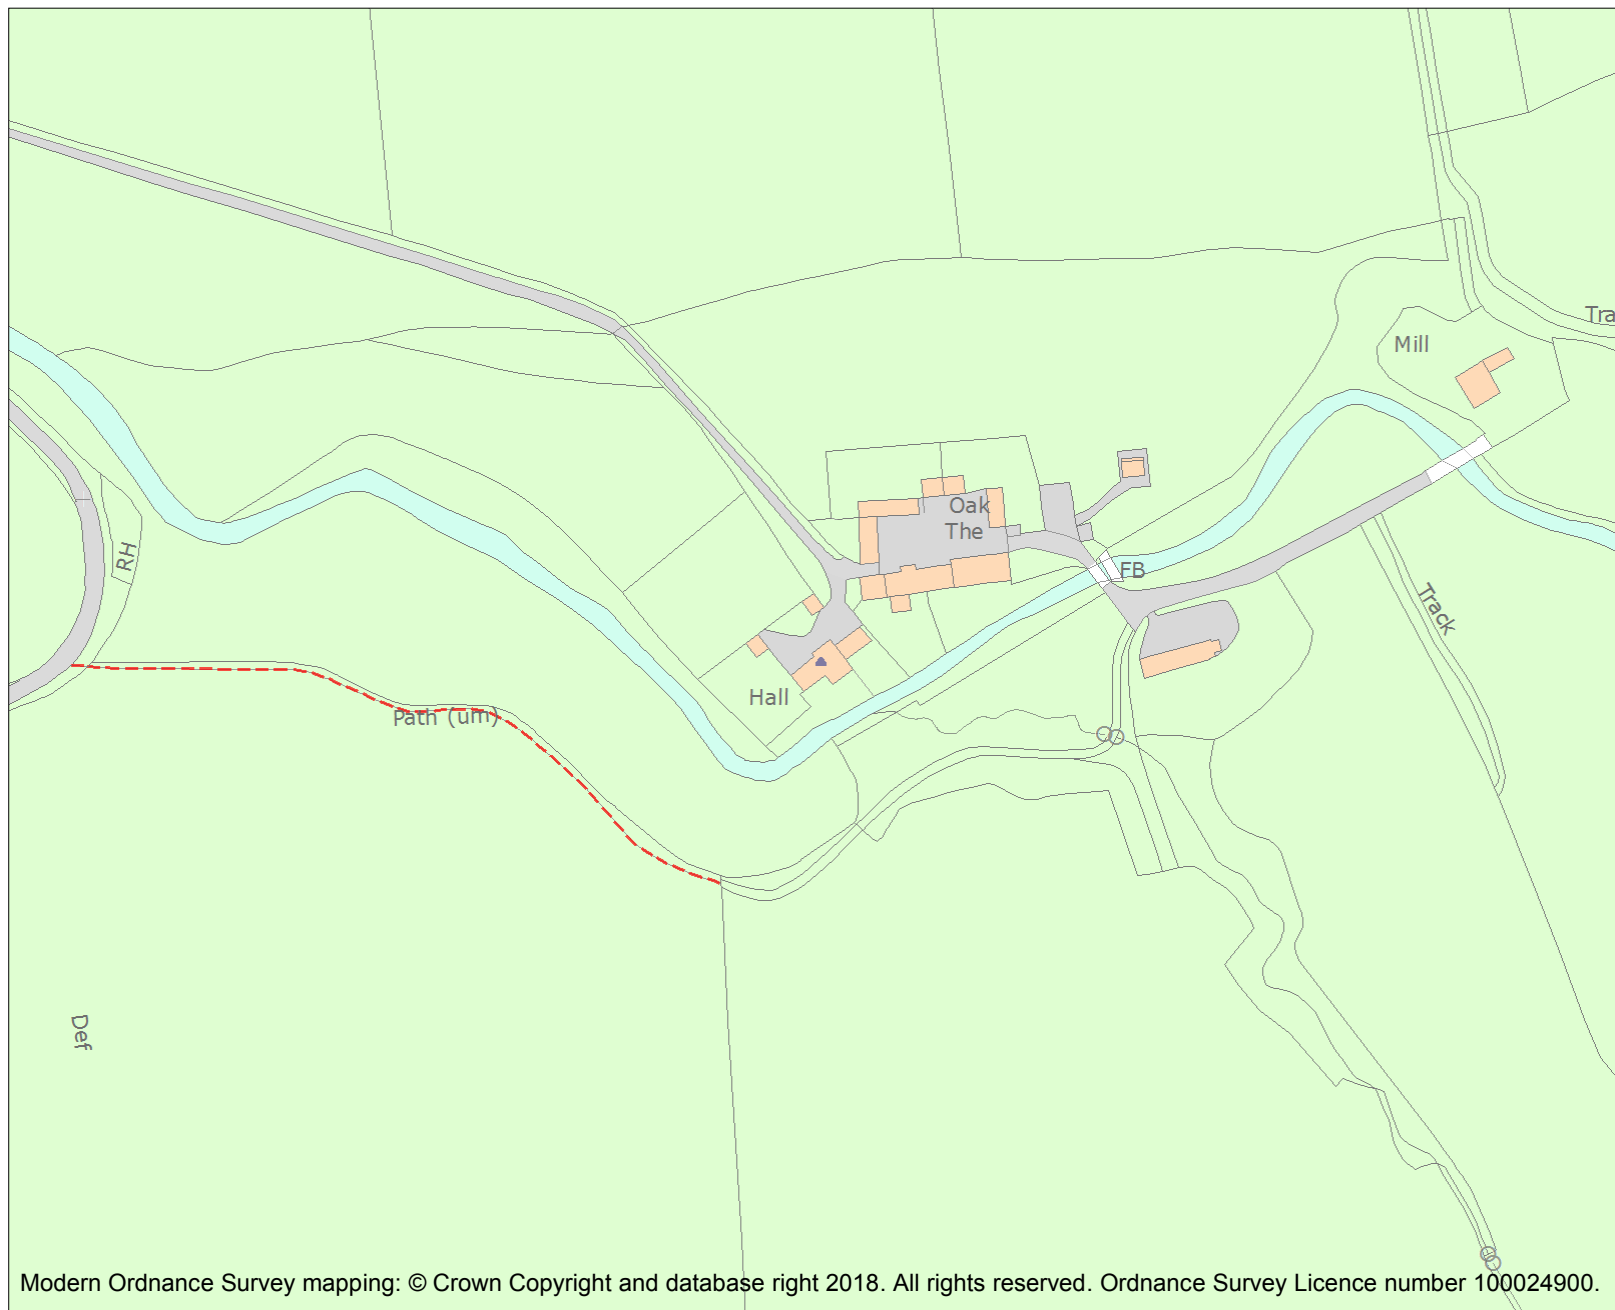 Tra
Mill
Oak
The
RH
FB
Track
Hall
Path (um)
Def
Modern Ordnance Survey mapping: © Crown Copyright and database right 2018. All rights reserved. Ordnance Survey Licence number 100024900.